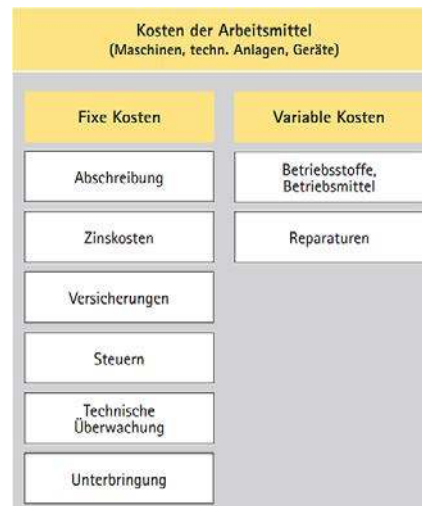 Kosten der Arbeitsmittel
(Maschinen, techn. Anlagen, Geräte)
Fixe Kosten
Variable Kosten
Abschreibung
Betriebsstoffe,
Betriebsmittel
Zinskosten
Reparaturen
Versicherungen
Steuern
Technische
Überwachung
Unterbringung